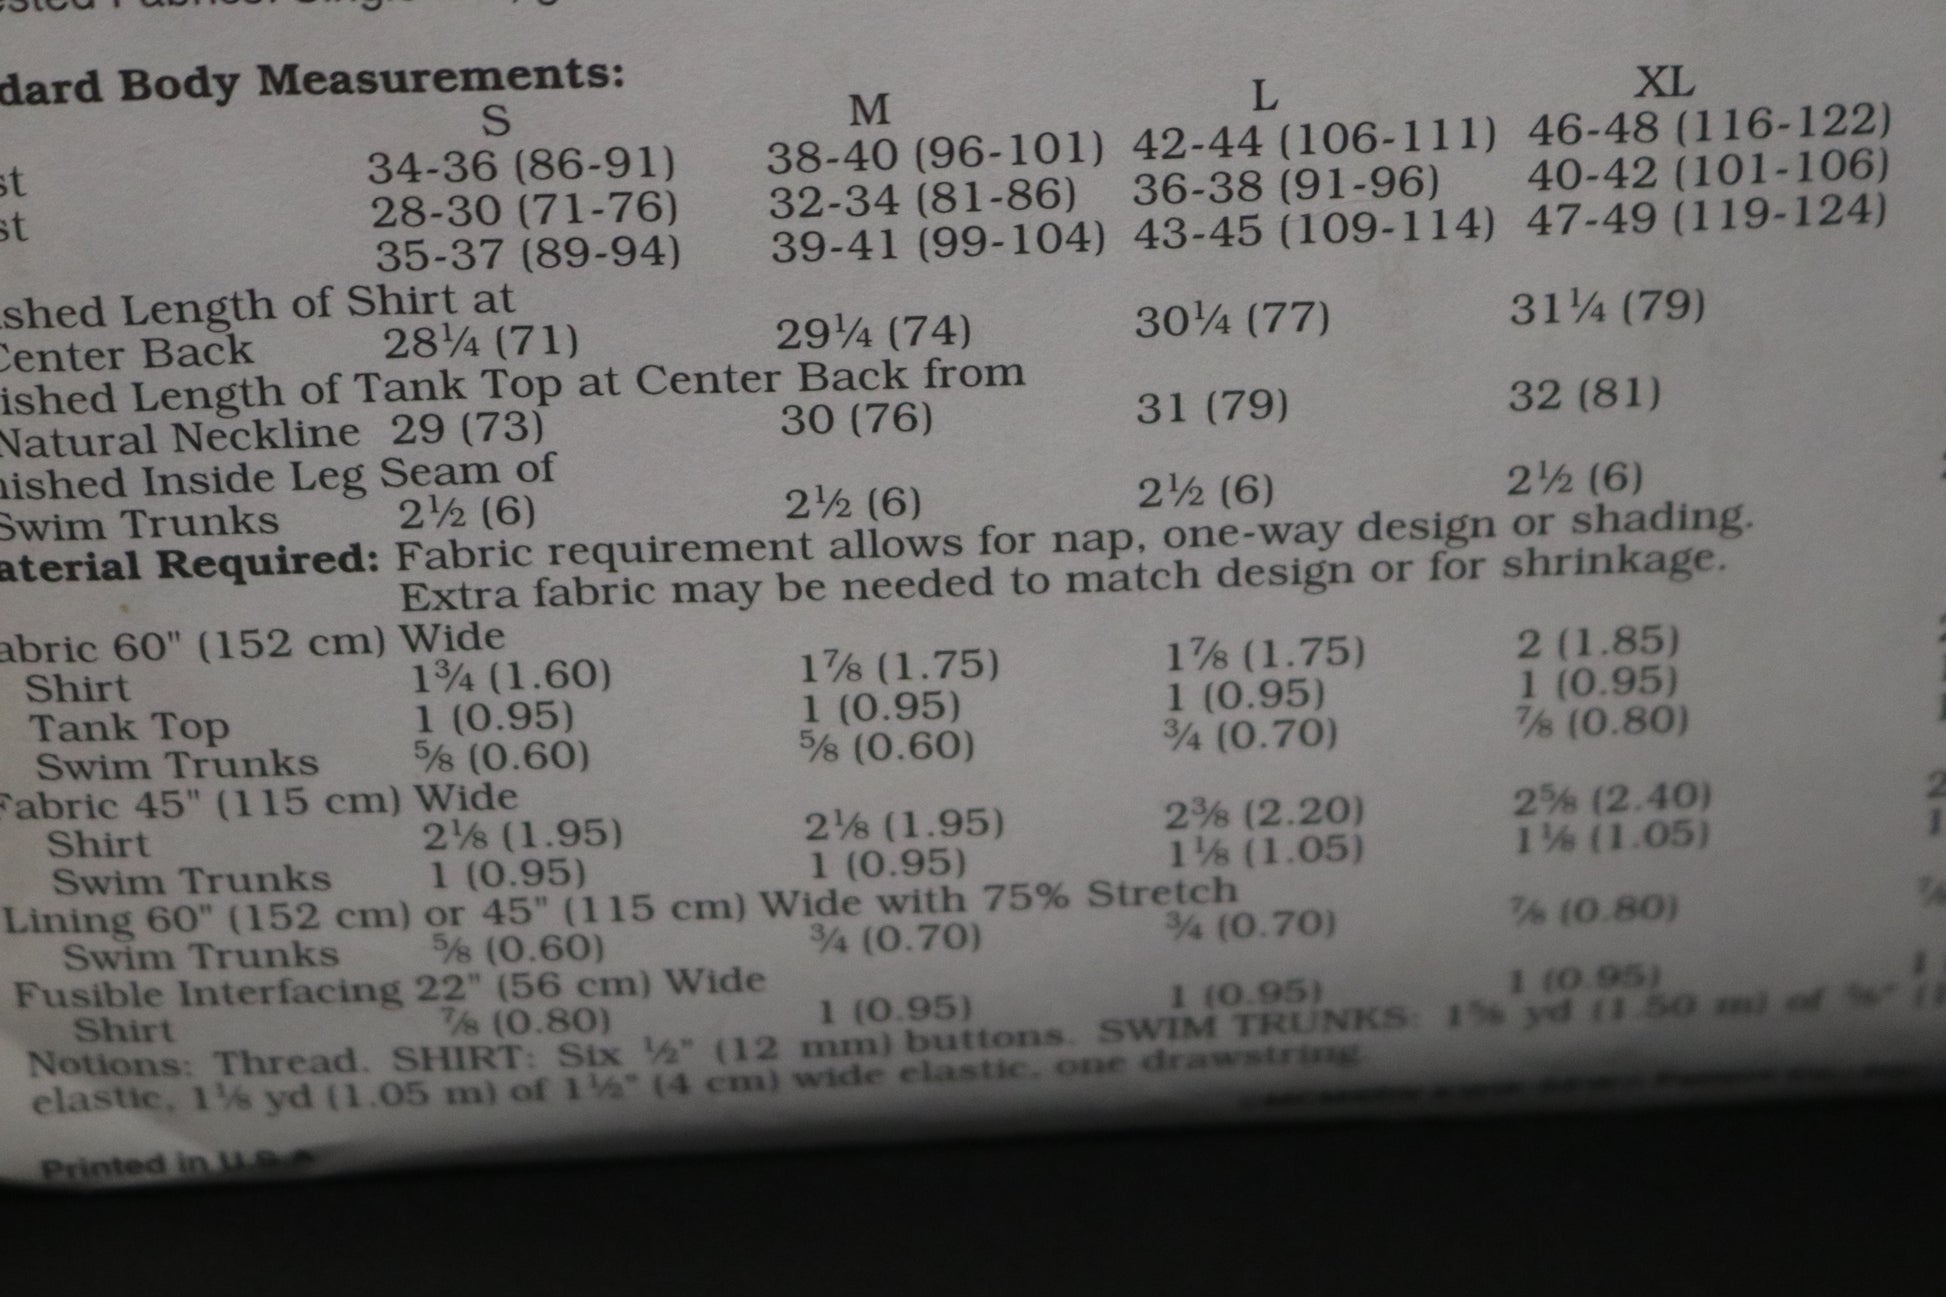 dard Body Measurements:
S M L XL
st 34-36 (86-91) 38-40 (96-101) 42-44 (106-111) 46-48 (116-122)
st 28-30 (71-76) 32-34 (81-86) 36-38 (91-96) 40-42 (101-106)
35-37 (89-94) 39-41 (99-104) 43-45 (109-114) 47-49 (119-124)
ished Length of Shirt at
Center Back 28¼ (71) 29¼ (74) 30¼ (77) 31¼ (79)
ished Length of Tank Top at Center Back from
Natural Neckline 29 (73) 30 (76) 31 (79) 32 (81)
nished Inside Leg Seam of
Swim Trunks 2½ (6) 2½ (6) 2½ (6) 2½ (6)
aterial Required: Fabric requirement allows for nap, one-way design or shading.
Extra fabric may be needed to match design or for shrinkage.
abric 60" (152 cm) Wide
Shirt 1¾ (1.60) 1⅞ (1.75) 1⅞ (1.75) 2 (1.85)
Tank Top 1 (0.95) 1 (0.95) 1 (0.95) 1 (0.95)
Swim Trunks ⅝ (0.60) ⅝ (0.60) ¾ (0.70) ⅞ (0.80)
Fabric 45" (115 cm) Wide
Shirt 2⅛ (1.95) 2⅛ (1.95) 2⅜ (2.20) 2⅝ (2.40)
Swim Trunks 1 (0.95) 1 (0.95) 1⅛ (1.05) 1⅛ (1.05)
Lining 60" (152 cm) or 45" (115 cm) Wide with 75% Stretch
Swim Trunks ⅝ (0.60) ¾ (0.70) ¾ (0.70) ⅞ (0.80)
Fusible Interfacing 22" (56 cm) Wide
Shirt ⅞ (0.80) 1 (0.95) 1 (0.95) 1 (0.95)
Notions: Thread. SHIRT: Six ½" (12 mm) buttons. SWIM TRUNKS: 1⅝ yd (1.50 m) of
elastic, 1⅛ yd (1.05 m) of 1½" (4 cm) wide elastic, one drawstring.
Printed in U.S.A